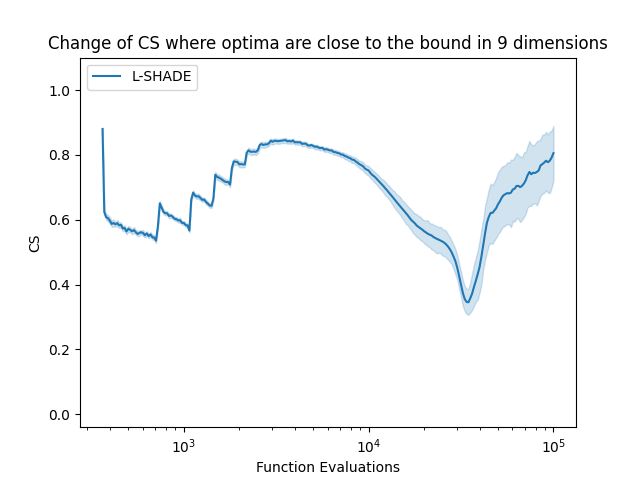 Change of CS where optima are close to the bound in 9 dimensions
L-SHADE
1.0
0.8
0.6
0.4
0.2
0.0
CS
10³
10⁴
10⁵
Function Evaluations